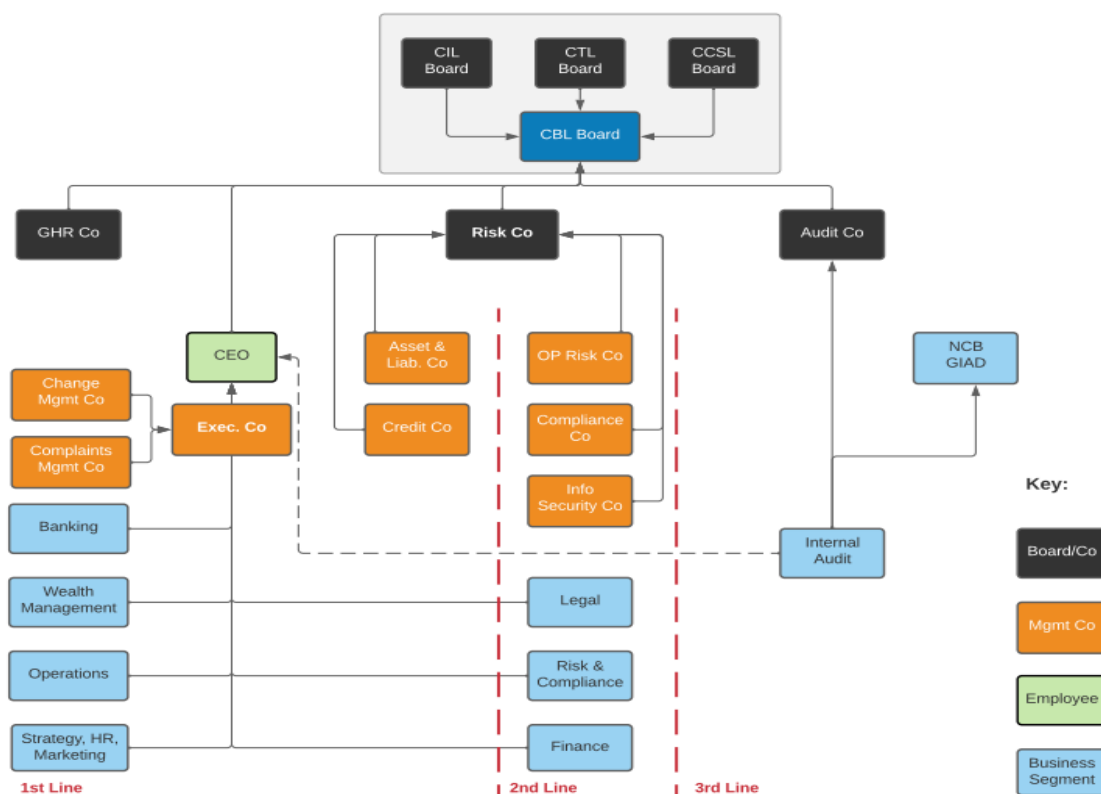 CIL
Board
CTL
Board
CCSL
Board
CBL Board
GHR Co
Risk Co
Audit Co
CEO
Asset &
Liab. Co
OP Risk Co
NCB
GIAD
Change
Mgmt Co
Exec. Co
Credit Co
Compliance
Co
Complaints
Mgmt Co
Info
Security Co
Key:
Banking
Internal
Audit
Board/Co
Wealth
Management
Legal
Mgmt Co
Operations
Risk &
Compliance
Employee
Strategy, HR,
Marketing
Finance
Business
Segment
1st Line
2nd Line
3rd Line